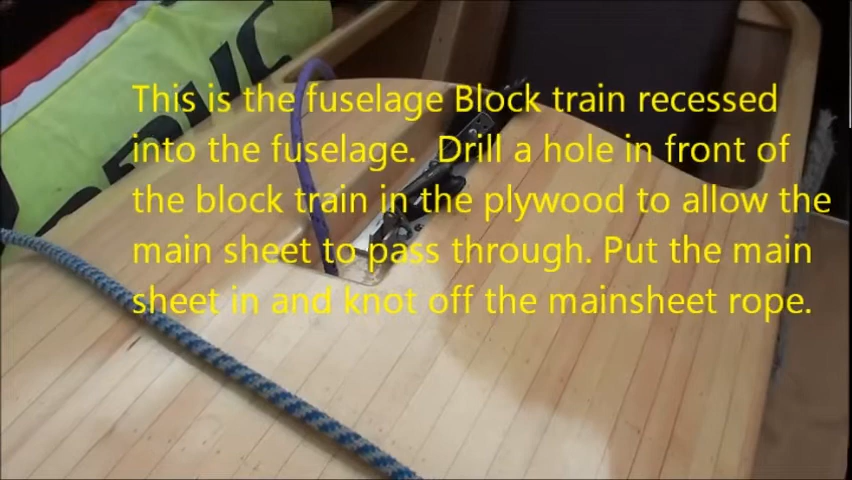 This is the fuselage Block train recessed
into the fuselage.  Drill a hole in front of
the block train in the plywood to allow the
main sheet to pass through. Put the main
sheet in and knot off the mainsheet rope.